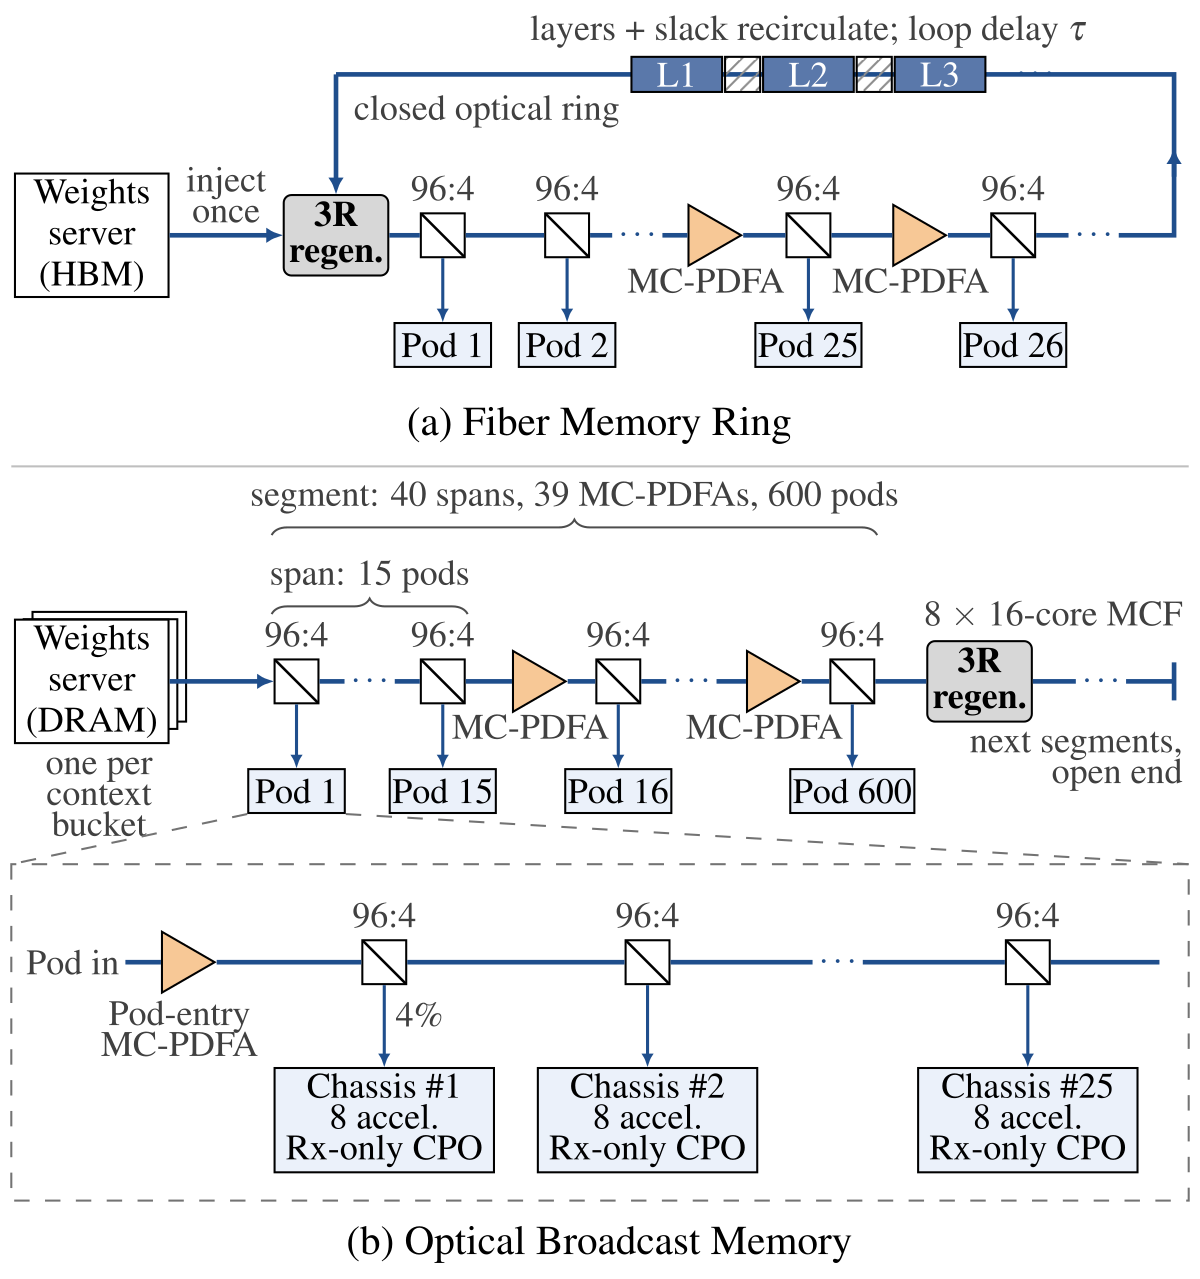 layers + slack recirculate; loop delay τ
L1
L2
L3
···
closed optical ring
Weights
server
(HBM)
inject
once
3R
regen.
96:4
96:4
96:4
96:4
···
···
MC-PDFA
MC-PDFA
Pod 1
Pod 2
Pod 25
Pod 26
(a) Fiber Memory Ring
segment: 40 spans, 39 MC-PDFAs, 600 pods
span: 15 pods
Weights
server
(DRAM)
one per
context
bucket
96:4
96:4
96:4
96:4
···
···
MC-PDFA
MC-PDFA
8 × 16-core MCF
3R
regen.
···
next segments,
open end
Pod 1
Pod 15
Pod 16
Pod 600
Pod in
Pod-entry
MC-PDFA
96:4
96:4
96:4
···
4%
Chassis #1
8 accel.
Rx-only CPO
Chassis #2
8 accel.
Rx-only CPO
Chassis #25
8 accel.
Rx-only CPO
(b) Optical Broadcast Memory